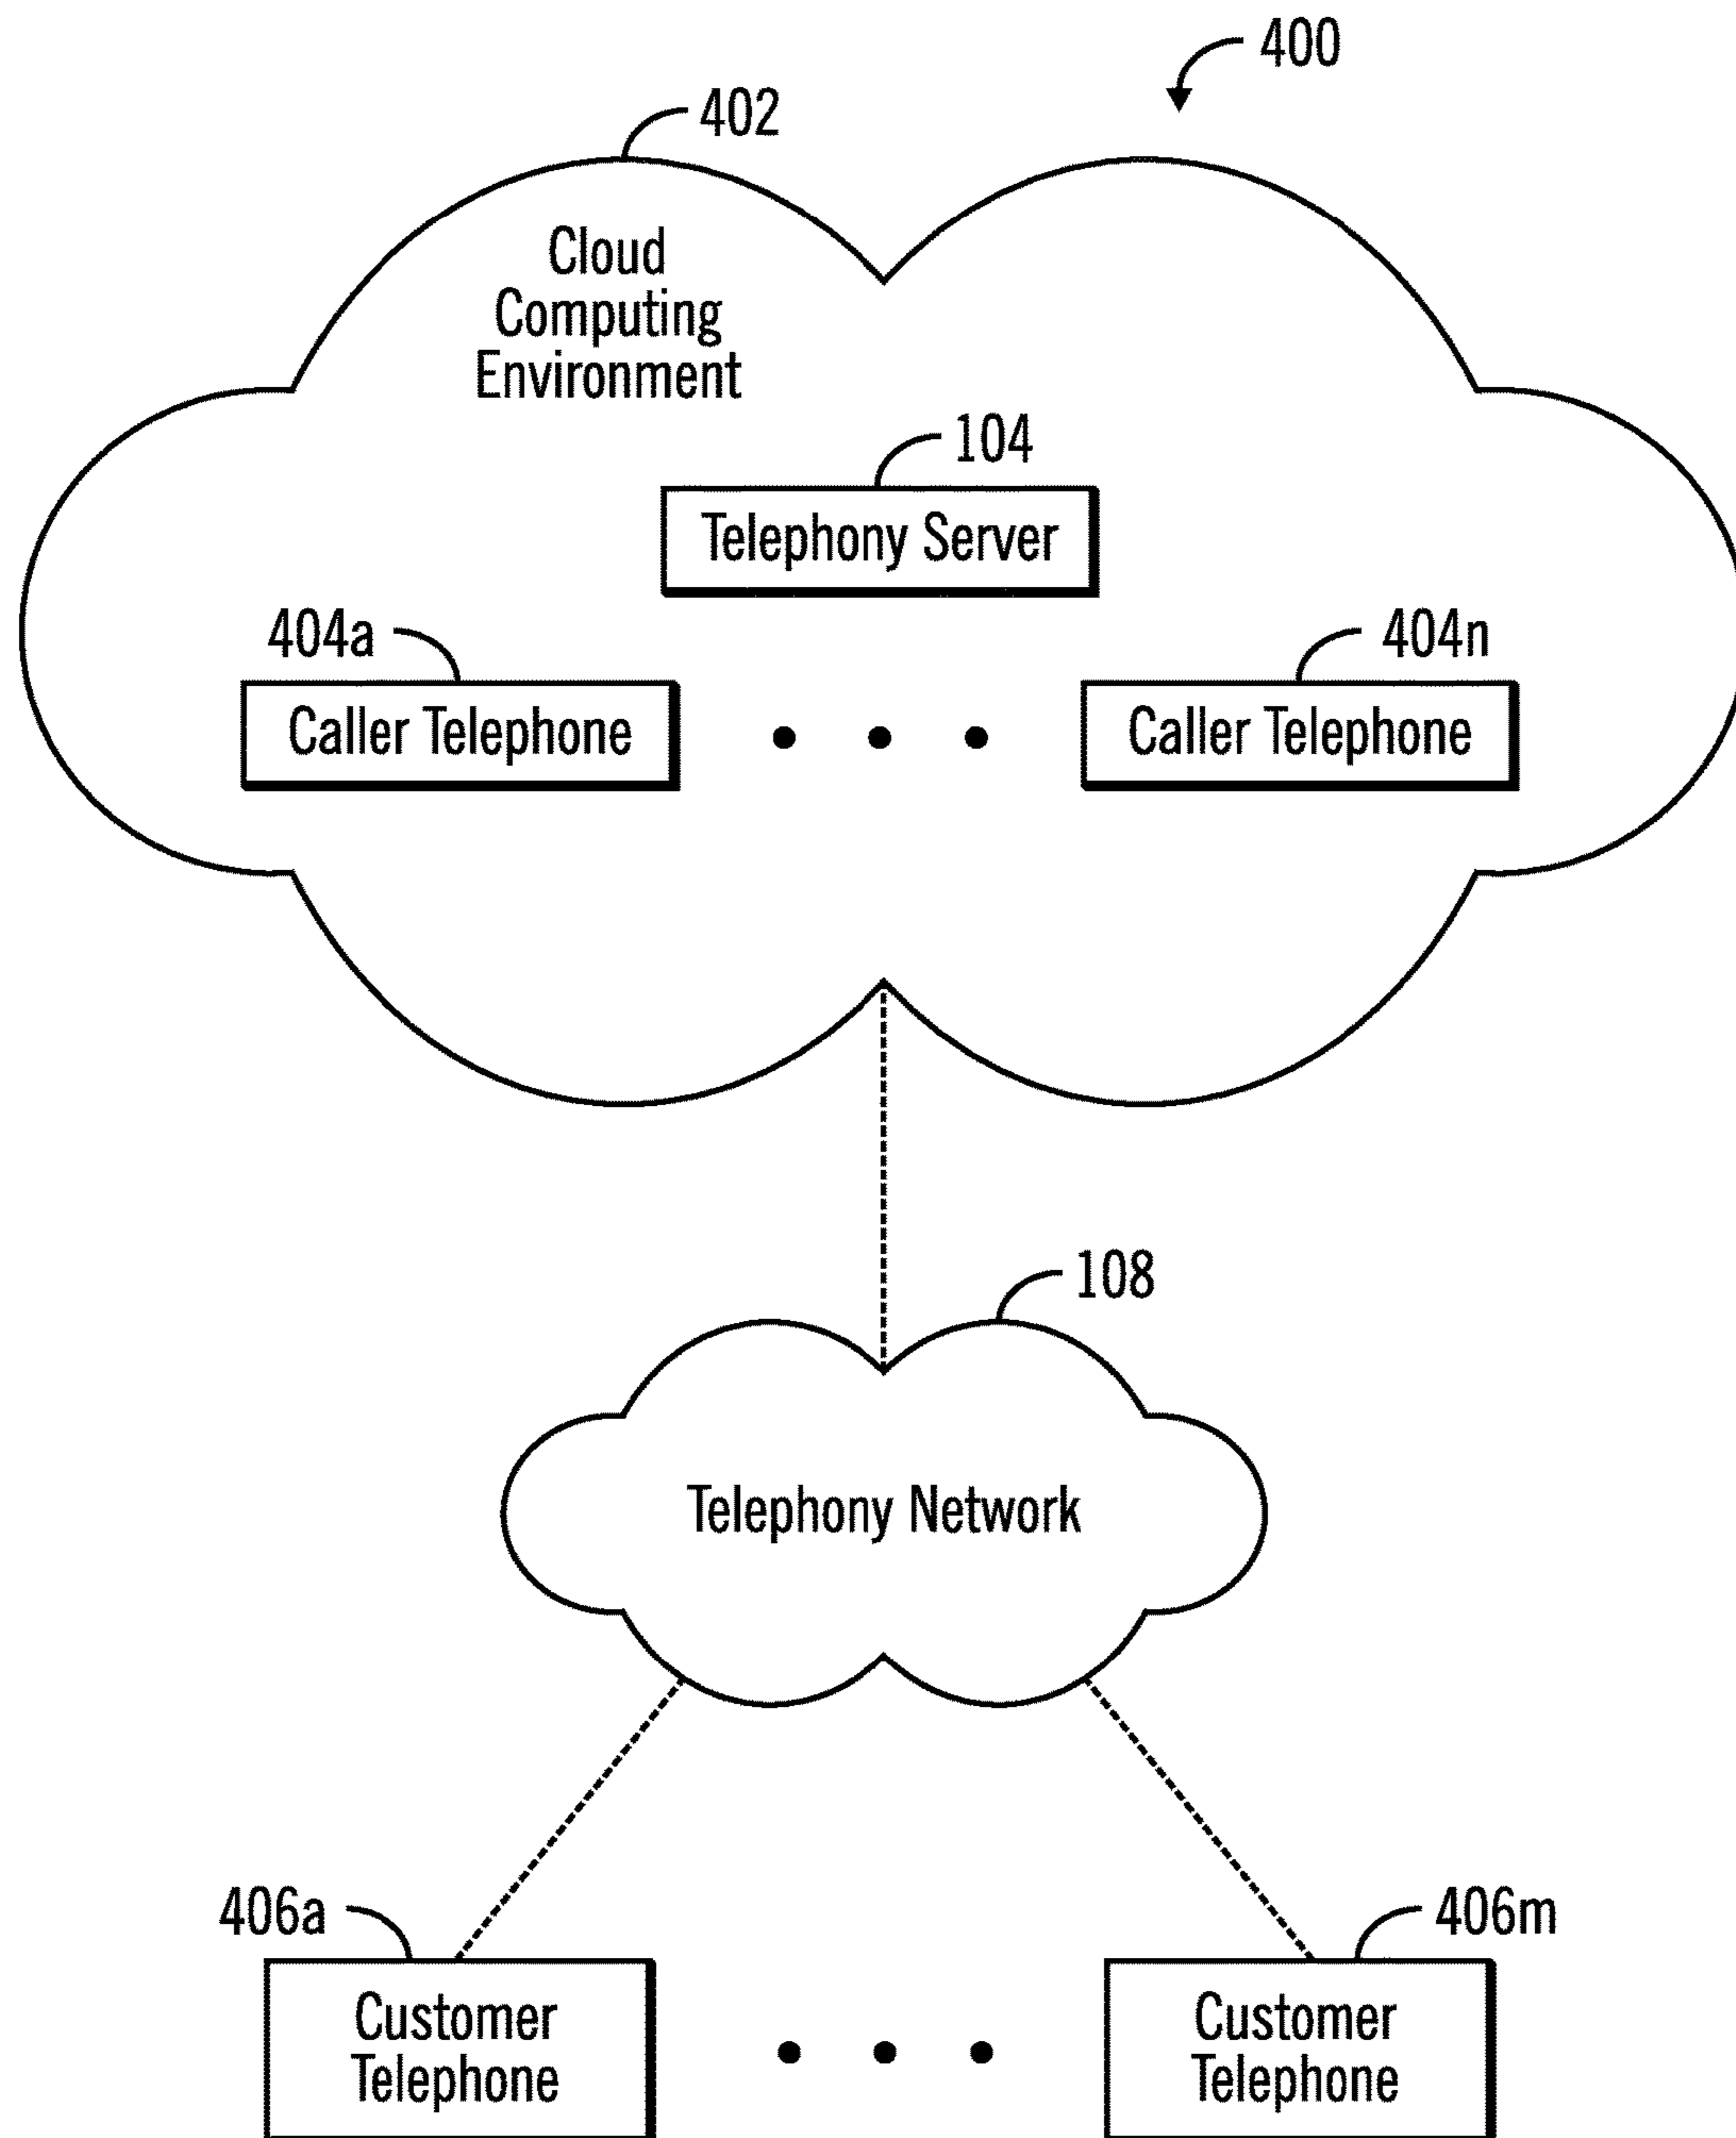 400
402
Cloud
Computing
Environment
104
Telephony Server
404a
404n
Caller Telephone
Caller Telephone
108
Telephony Network
406a
406m
Customer
Telephone
Customer
Telephone